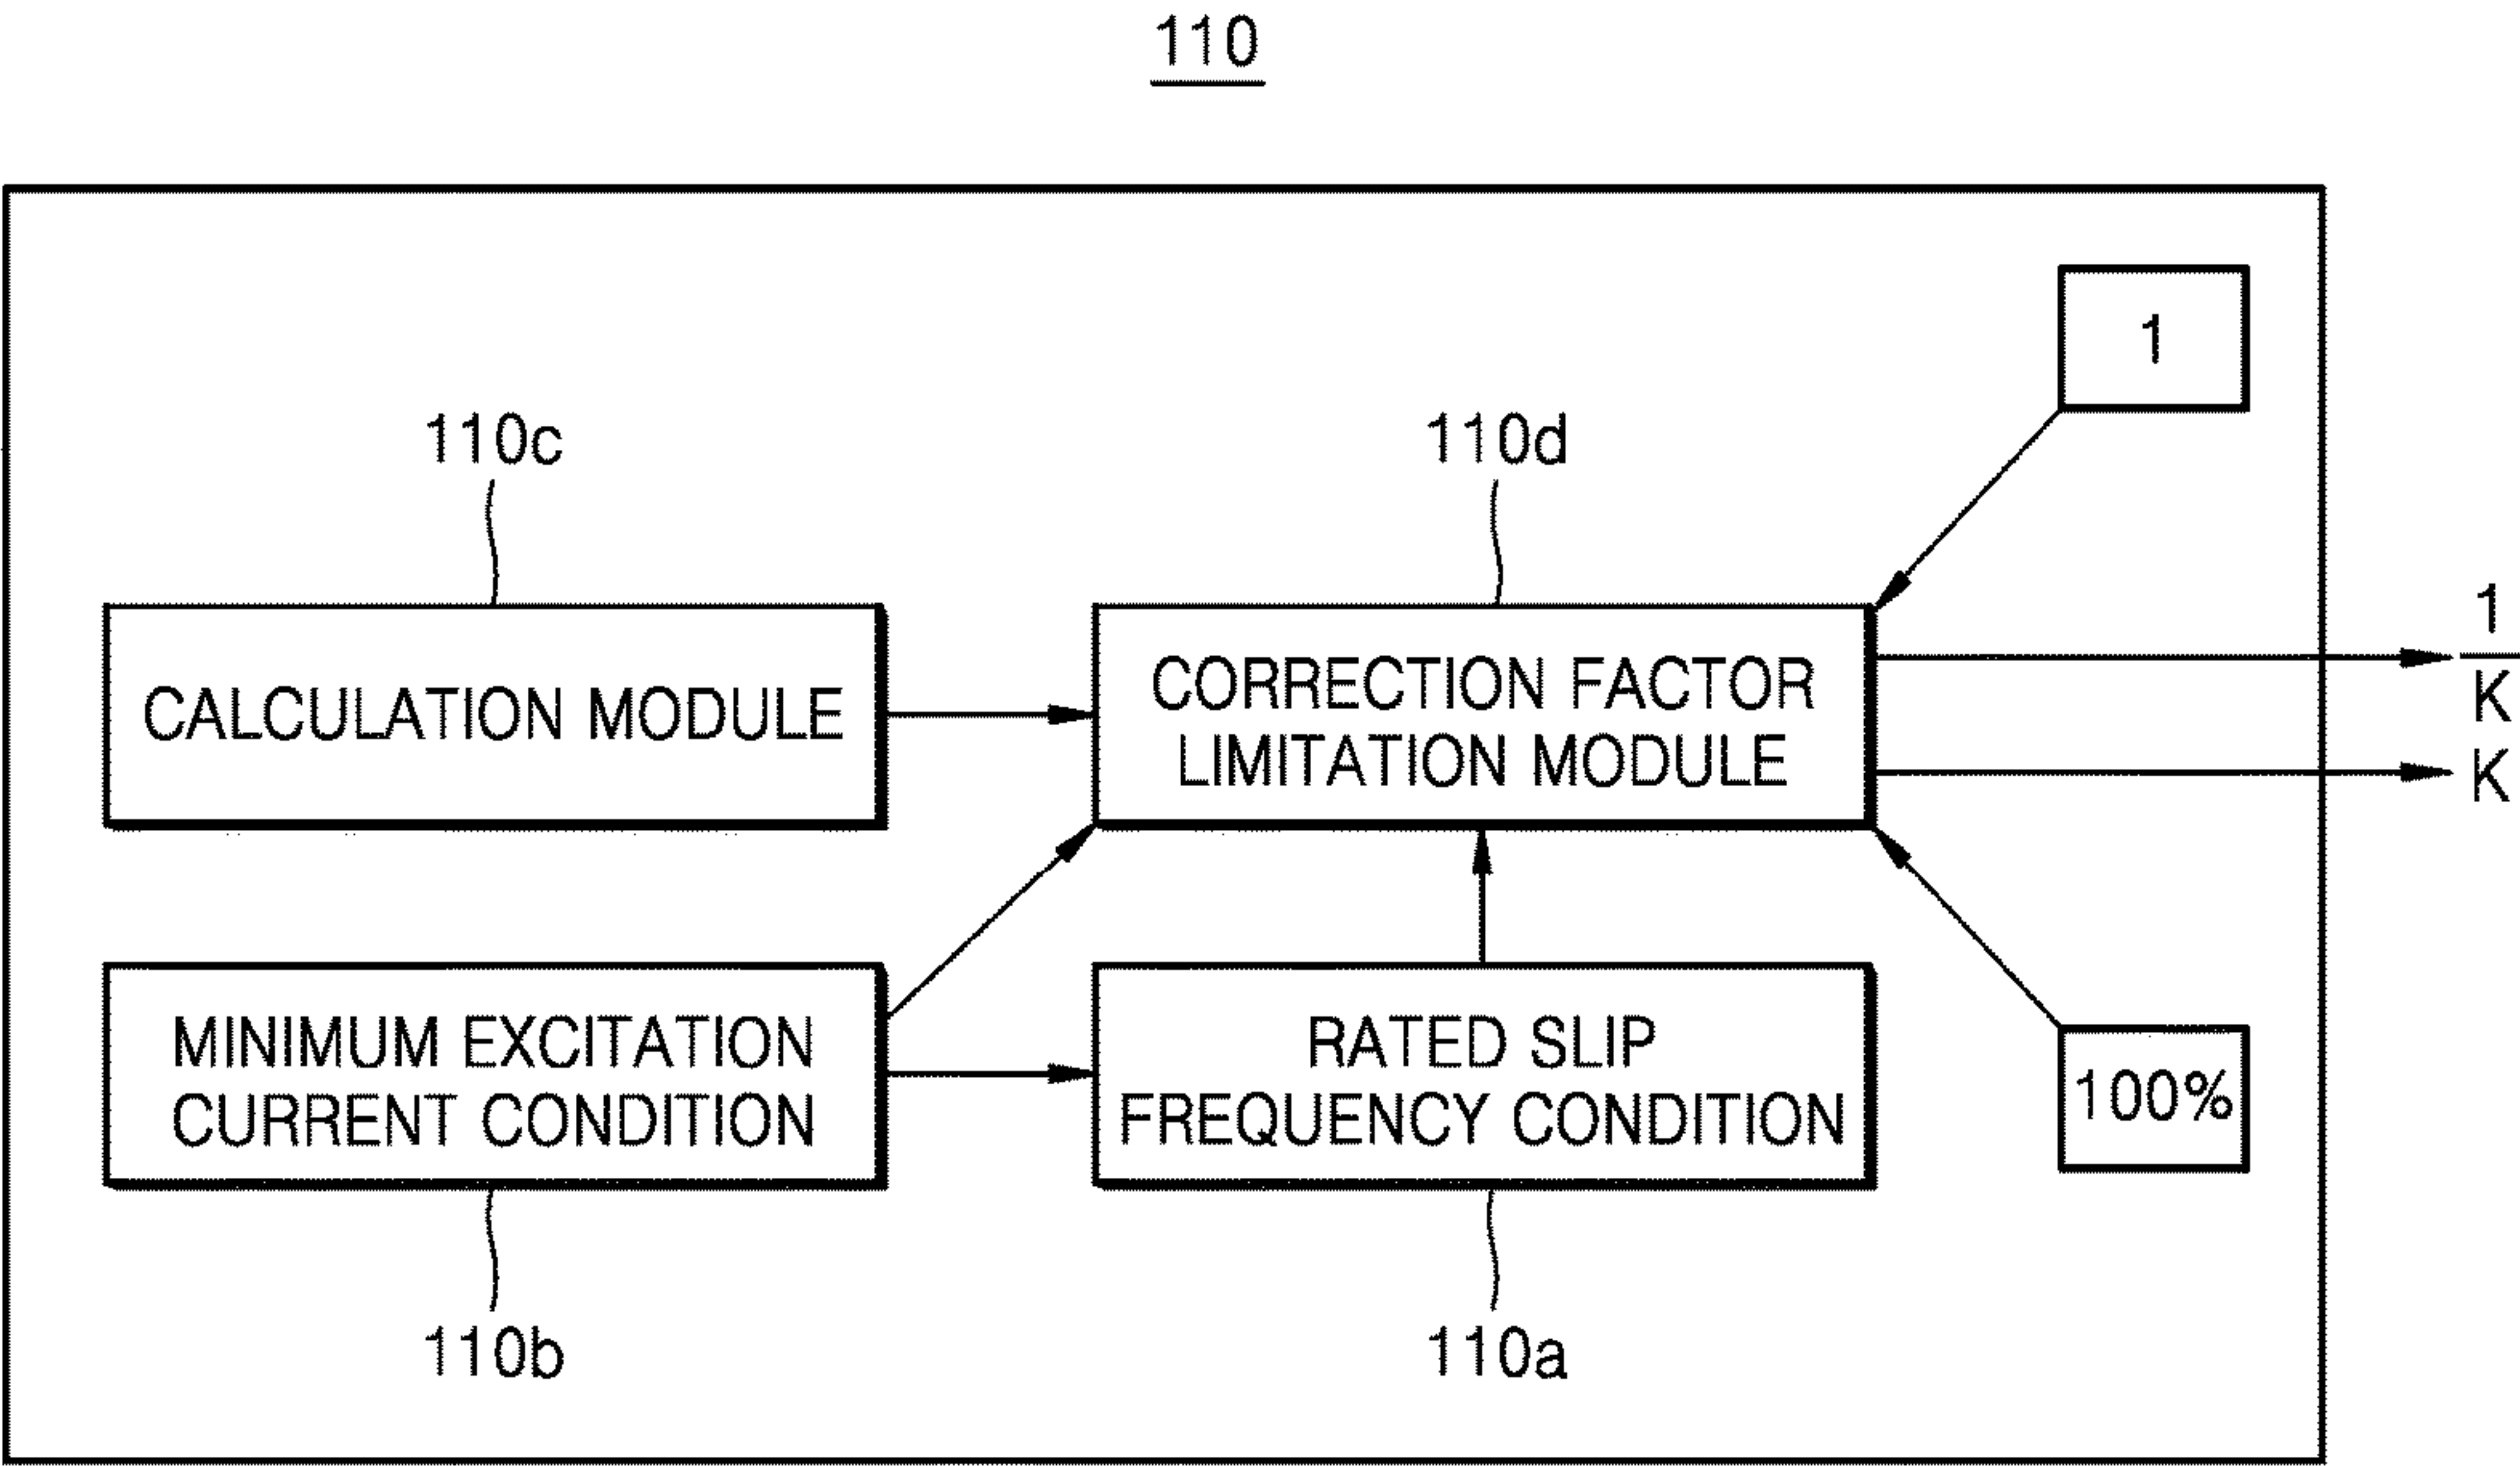 110
1
110c
110d
CALCULATION MODULE
CORRECTION FACTOR
LIMITATION MODULE
1
K
K
MINIMUM EXCITATION
CURRENT CONDITION
RATED SLIP
FREQUENCY CONDITION
100%
110b
110a